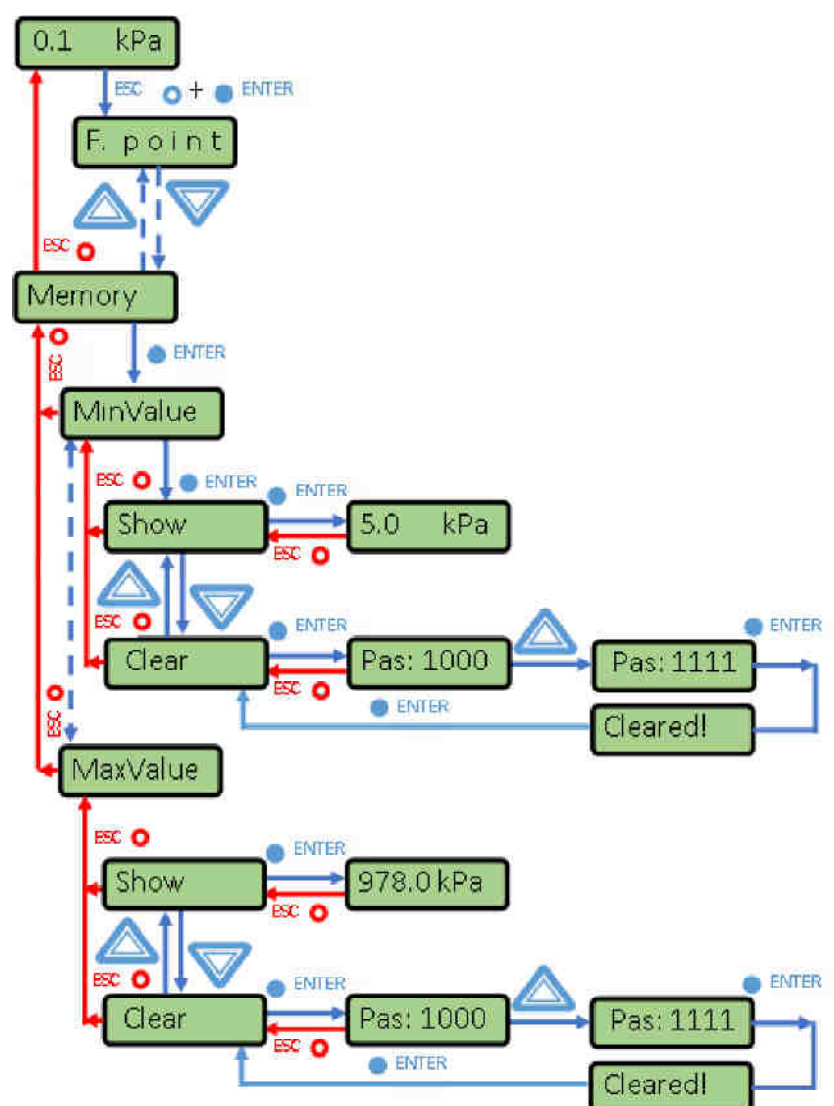 0.1 kPa
ESC + ENTER
F. point
ESC
Memory
ESC
ENTER
MinValue
ESC
ENTER
ENTER
Show
5.0 kPa
ESC
ESC
ENTER
ENTER
Clear
Pas: 1000
Pas: 1111
ESC
ESC
ENTER
Cleared!
MaxValue
ESC
ENTER
Show
978.0 kPa
ESC
ESC
ENTER
ENTER
Clear
Pas: 1000
Pas: 1111
ESC
ENTER
Cleared!